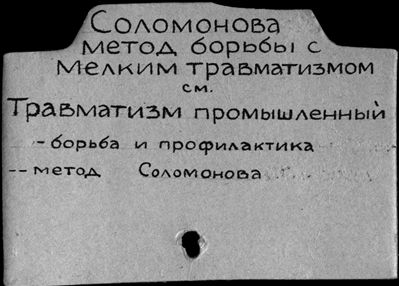 Соломонова
метод борьбы с
мелким травматизмом
см.
Травматизм промышленный
- борьба и профилактика
-- метод Соломонова